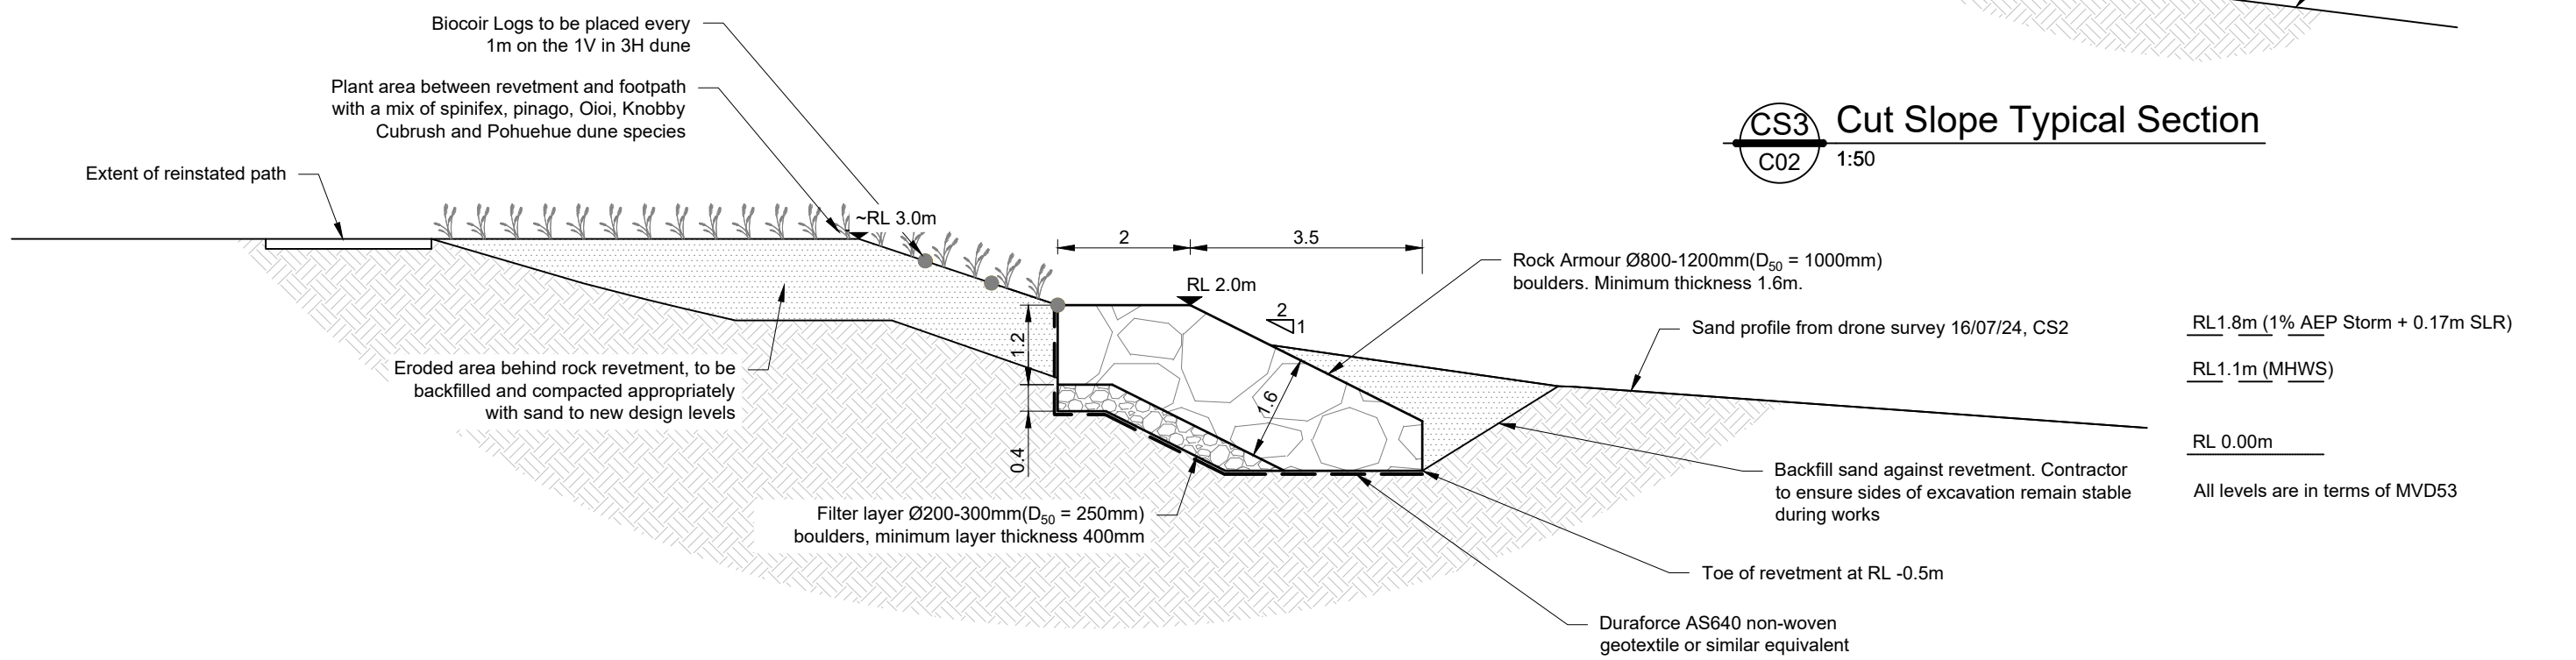 Biocoir Logs to be placed every
1m on the 1V in 3H dune
Plant area between revetment and footpath
with a mix of spinifex, pinago, Oioi, Knobby
Cubrush and Pohuehue dune species
Extent of reinstated path
CS3
C02
Cut Slope Typical Section
1:50
~RL 3.0m
2
3.5
RL 2.0m
2
1
Rock Armour Ø800-1200mm(D50 = 1000mm)
boulders. Minimum thickness 1.6m.
Sand profile from drone survey 16/07/24, CS2
RL1.8m (1% AEP Storm + 0.17m SLR)
RL1.1m (MHWS)
RL 0.00m
All levels are in terms of MVD53
1.2
1.6
0.4
Eroded area behind rock revetment, to be
backfilled and compacted appropriately
with sand to new design levels
Filter layer Ø200-300mm(D50 = 250mm)
boulders, minimum layer thickness 400mm
Backfill sand against revetment. Contractor
to ensure sides of excavation remain stable
during works
Toe of revetment at RL -0.5m
Duraforce AS640 non-woven
geotextile or similar equivalent